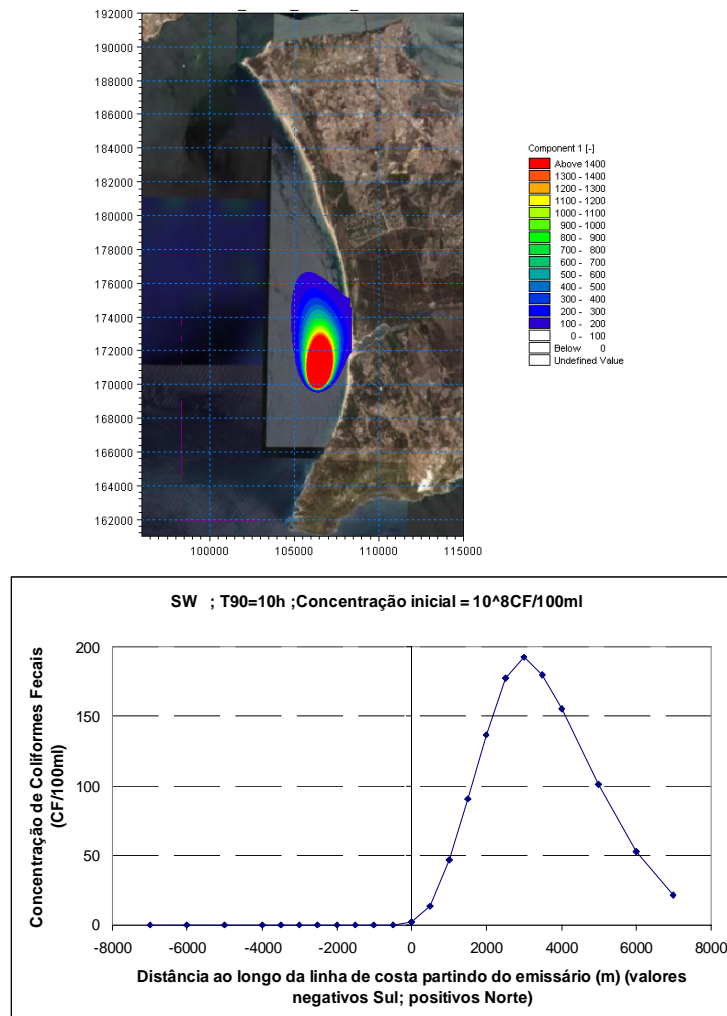 192000
190000
188000
186000
184000
182000
180000
178000
176000
174000
172000
170000
168000
166000
164000
162000
100000 105000 110000 115000
Component 1 [-]
Above 1400
1300 - 1400
1200 - 1300
1100 - 1200
1000 - 1100
900 - 1000
800 - 900
700 - 800
600 - 700
500 - 600
400 - 500
300 - 400
200 - 300
100 - 200
0 - 100
Below 0
Undefined Value
SW ; T90=10h ;Concentração inicial = 10^8CF/100ml
Concentração de Coliformes Fecais
(CF/100ml)
200
150
100
50
0
-8000 -6000 -4000 -2000 0 2000 4000 6000 8000
Distância ao longo da linha de costa partindo do emissário (m) (valores
negativos Sul; positivos Norte)